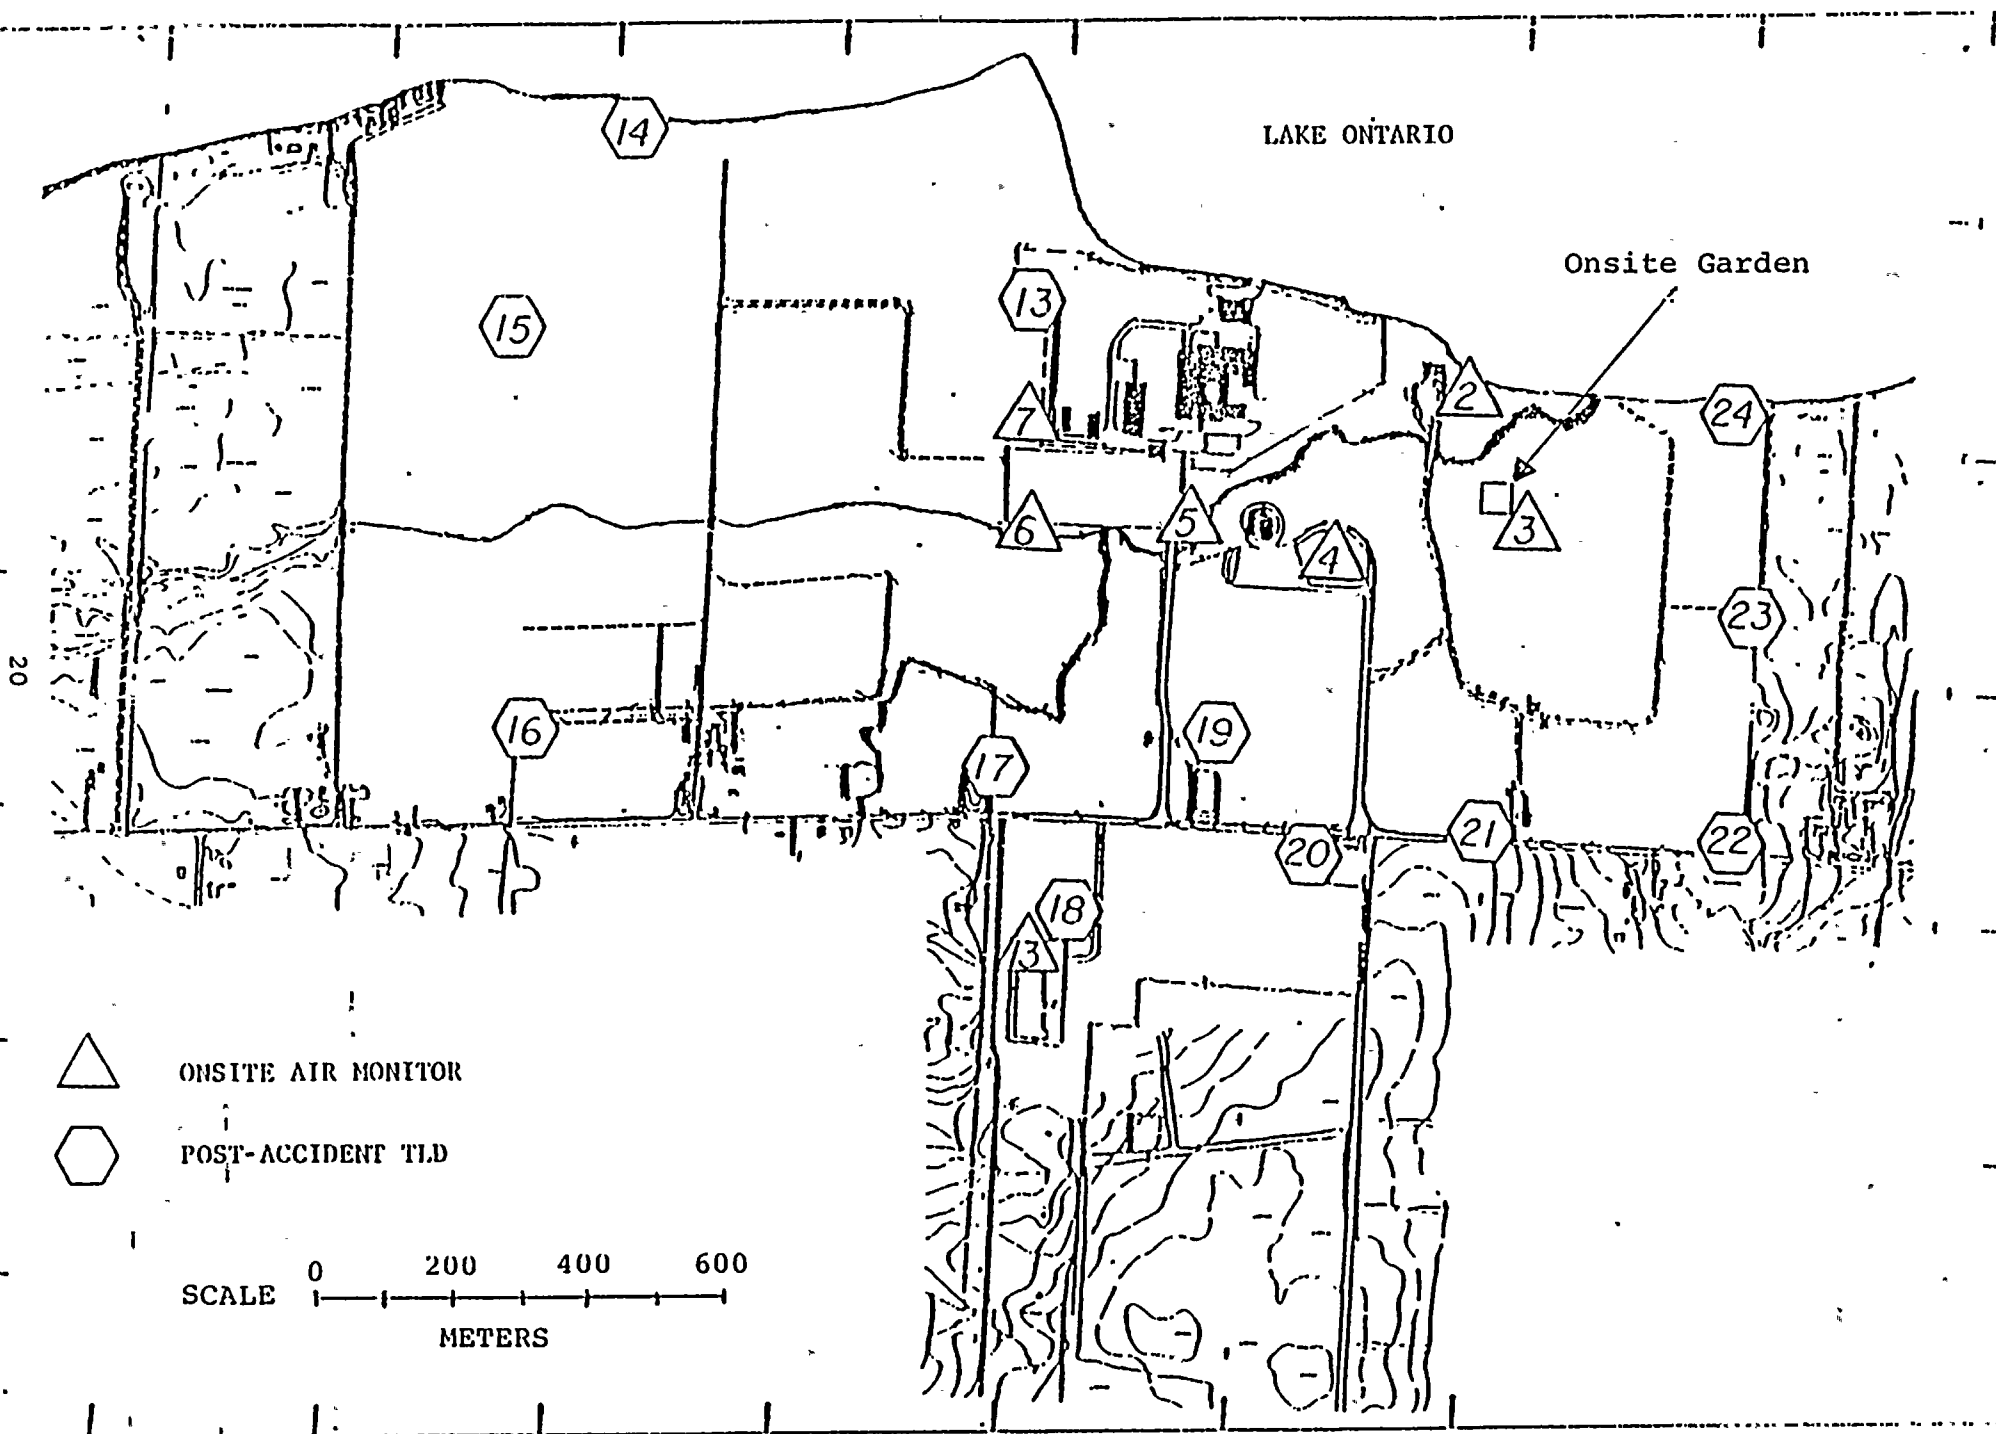 LAKE ONTARIO
14
Onsite Garden
13
15
2
7
24
5
6
3
4
23
20
16
19
17
21
20
22
18
3
ONSITE AIR MONITOR
POST-ACCIDENT TLD
0 200 400 600
SCALE
METERS